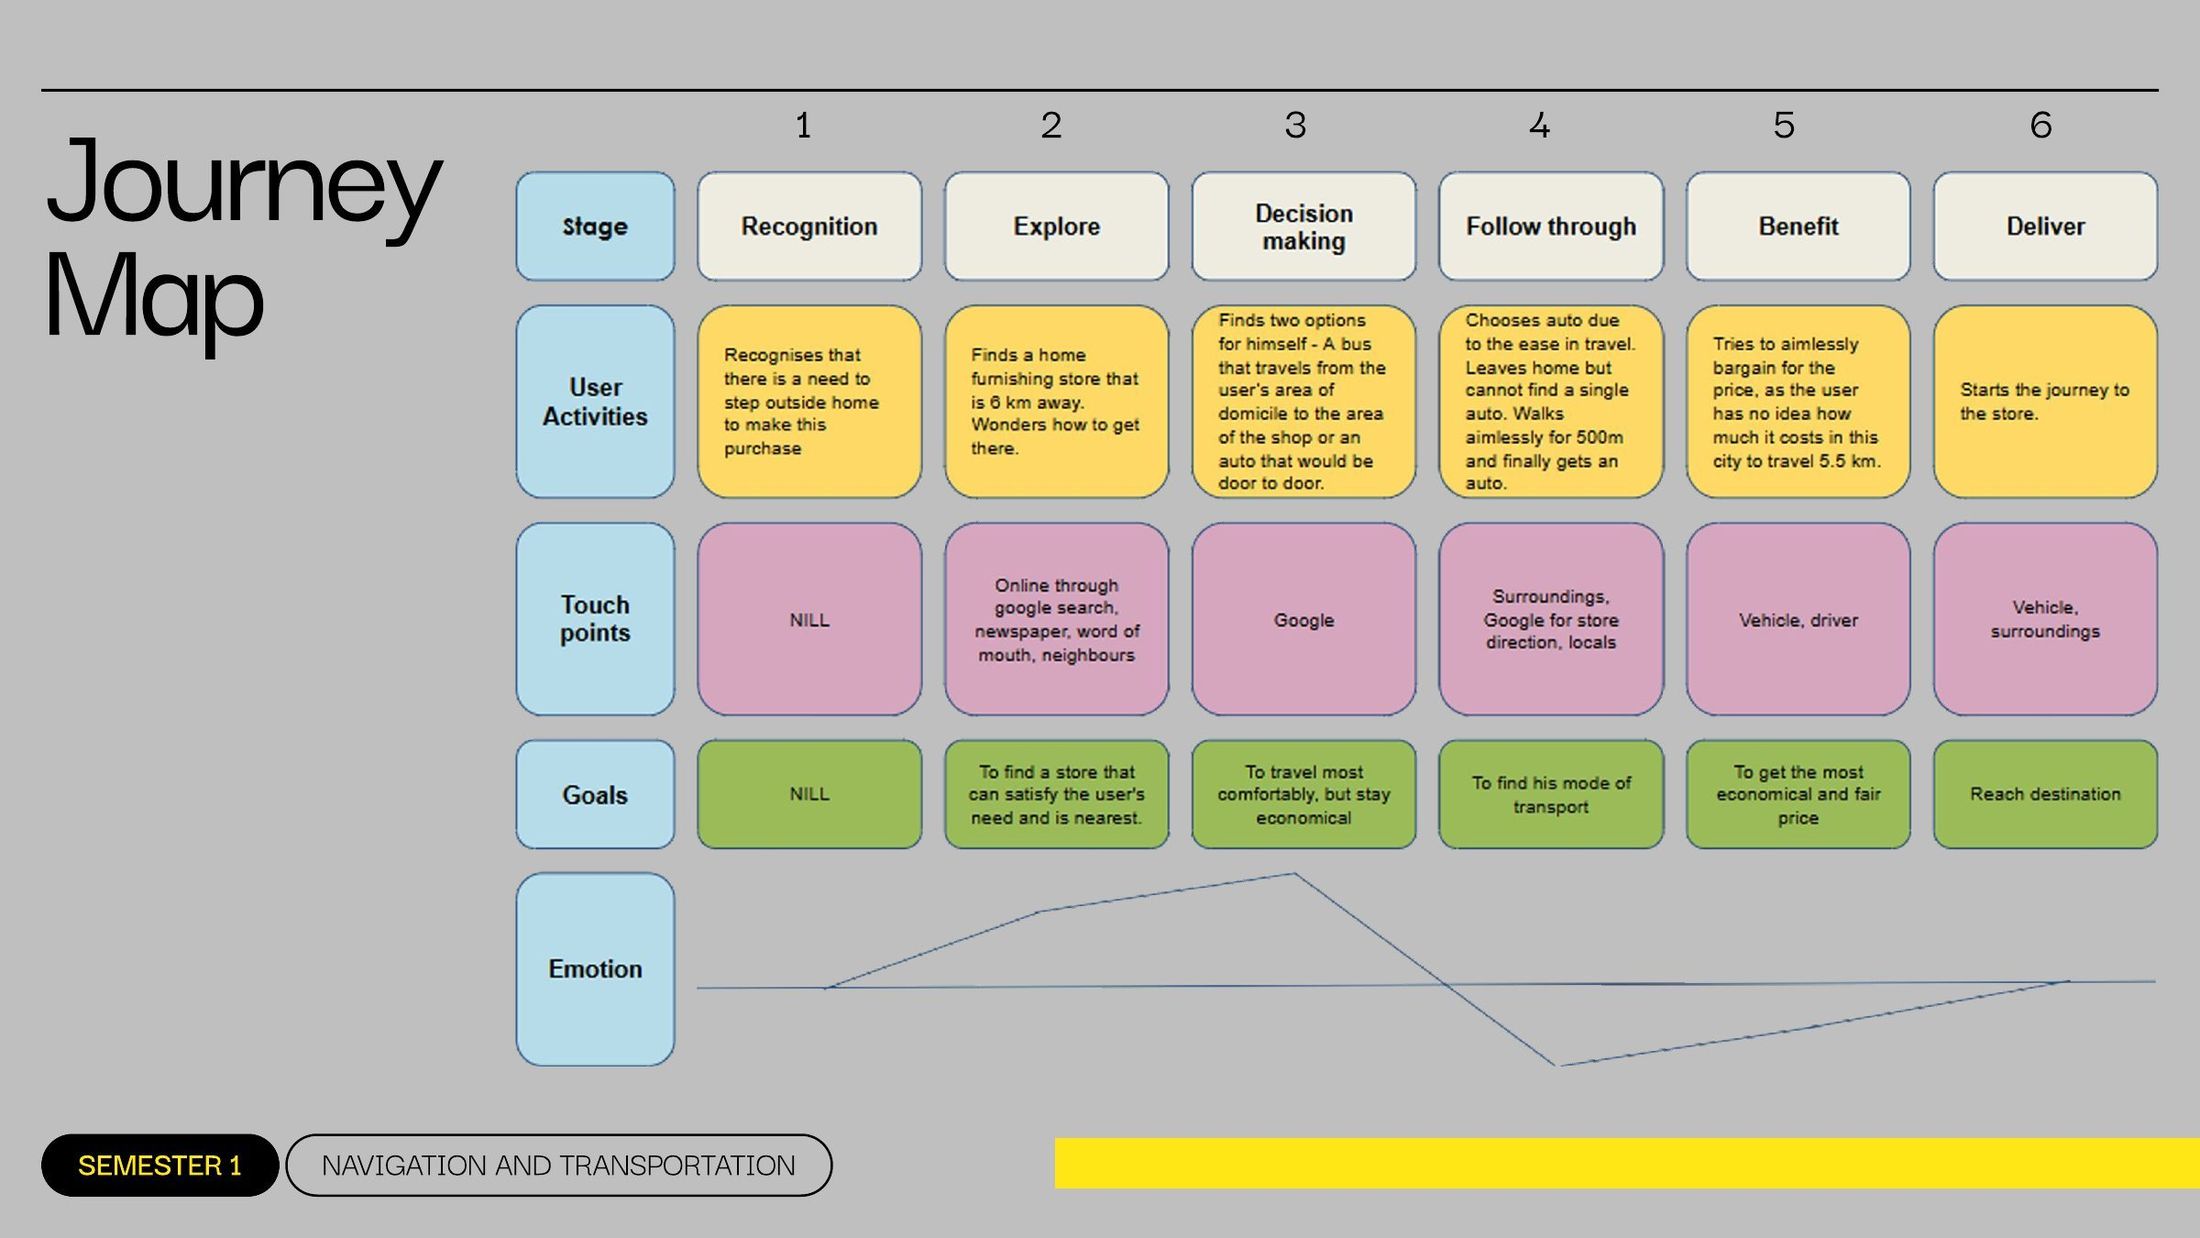 Journey
Map
1
2
3
4
5
6
Stage
Recognition
Explore
Decision
making
Follow through
Benefit
Deliver
User
Activities
Recognises that
there is a need to
step outside home
to make this
purchase
Finds a home
furnishing store that
is 6 km away.
Wonders how to get
there.
Finds two options
for himself - A bus
that travels from the
user's area of
domicile to the area
of the shop or an
auto that would be
door to door.
Chooses auto due
to the ease in travel.
Leaves home but
cannot find a single
auto. Walks
aimlessly for 500m
and finally gets an
auto.
Tries to aimlessly
bargain for the
price, as the user
has no idea how
much it costs in this
city to travel 5.5 km.
Starts the journey to
the store.
Touch
points
NILL
Online through
google search,
newspaper, word of
mouth, neighbours
Google
Surroundings,
Google for store
direction, locals
Vehicle, driver
Vehicle,
surroundings
Goals
NILL
To find a store that
can satisfy the user's
need and is nearest.
To travel most
comfortably, but stay
economical
To find his mode of
transport
To get the most
economical and fair
price
Reach destination
Emotion
SEMESTER 1
NAVIGATION AND TRANSPORTATION